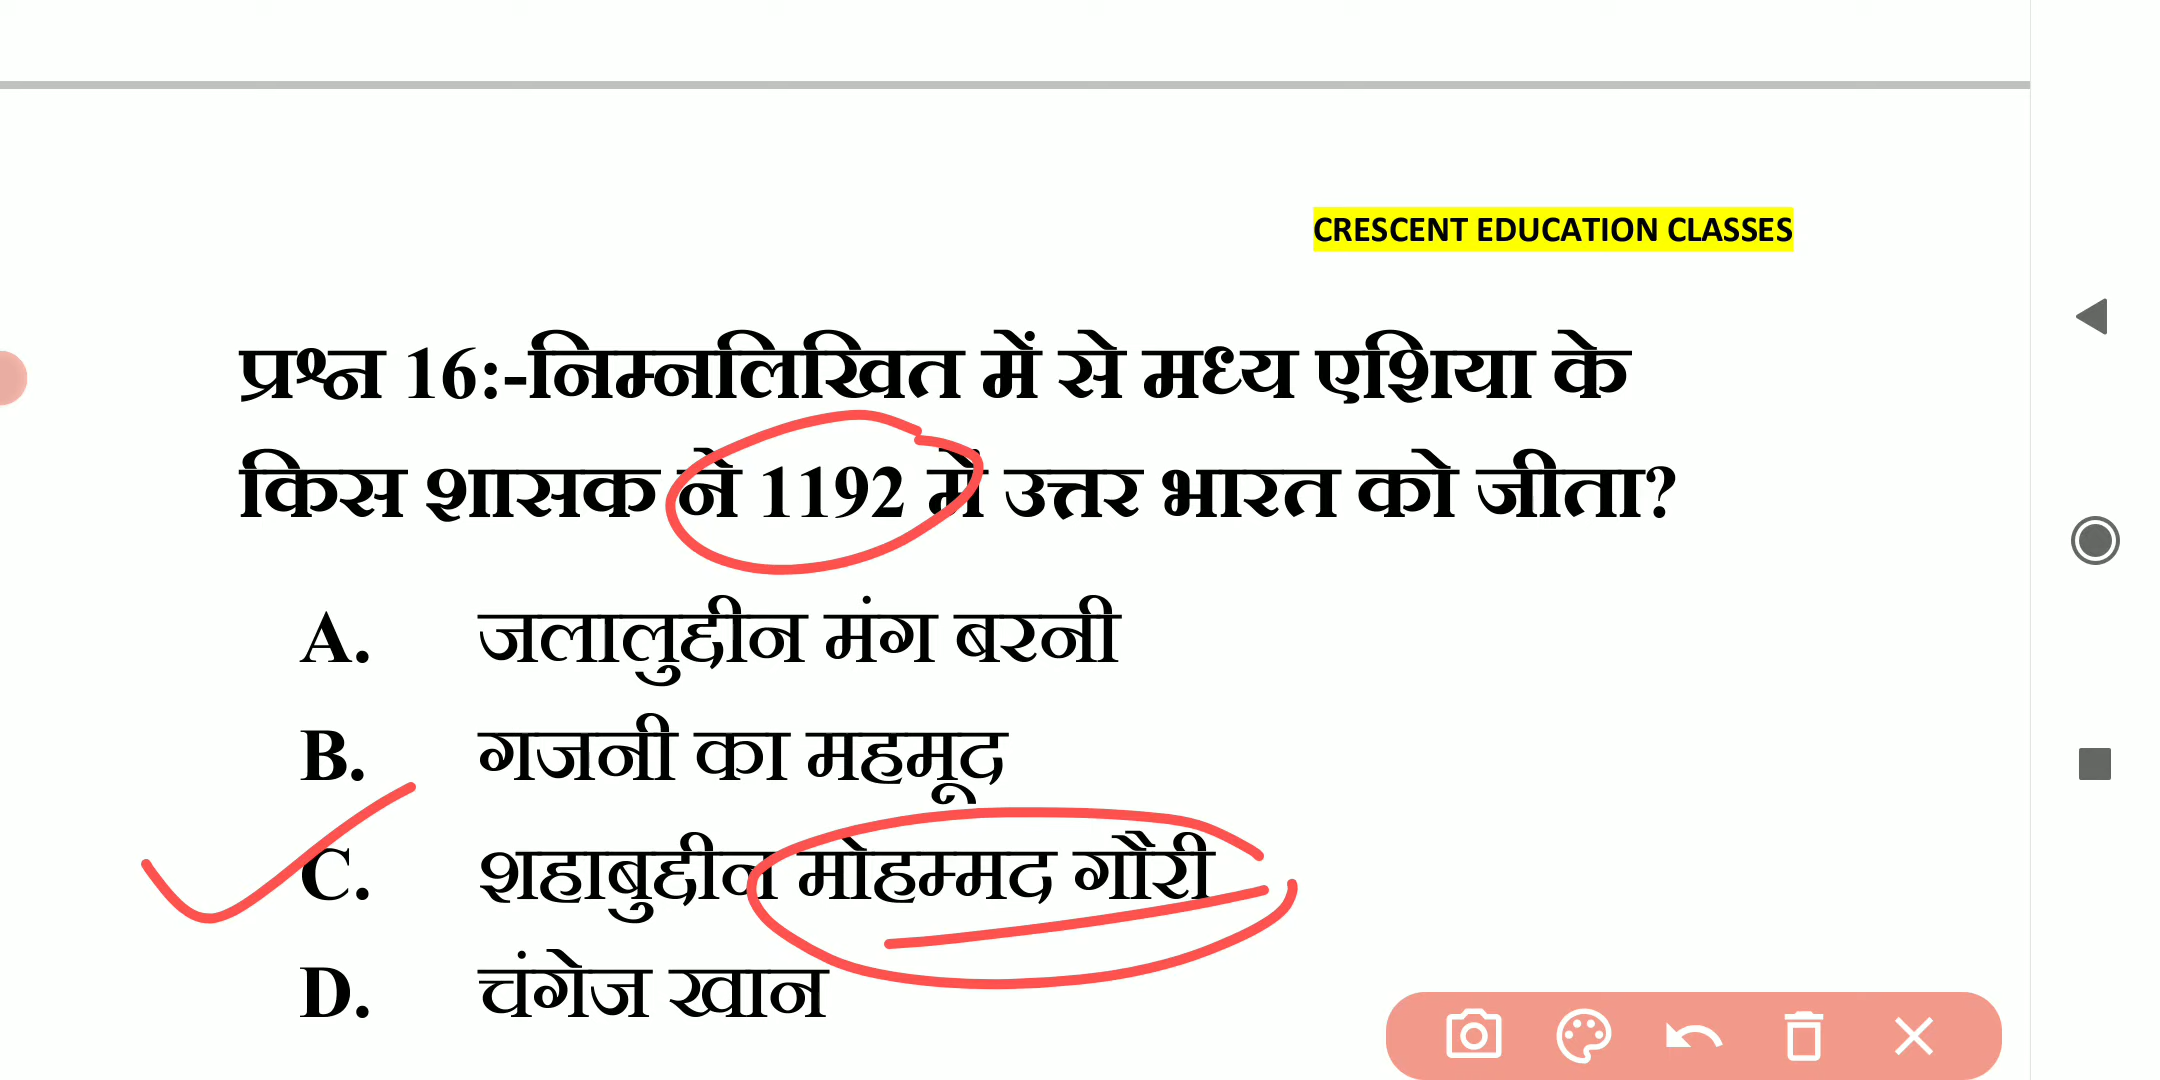 CRESCENT EDUCATION CLASSES
प्रश्न 16:-निम्नलिखित में से मध्य एशिया के
किस शासक ने 1192 में उत्तर भारत को जीता?
A. जलालुद्दीन मंग बरनी
B. गजनी का महमूद
C. शहाबुद्दीन मोहम्मद गौरी
D. चंगेज खान